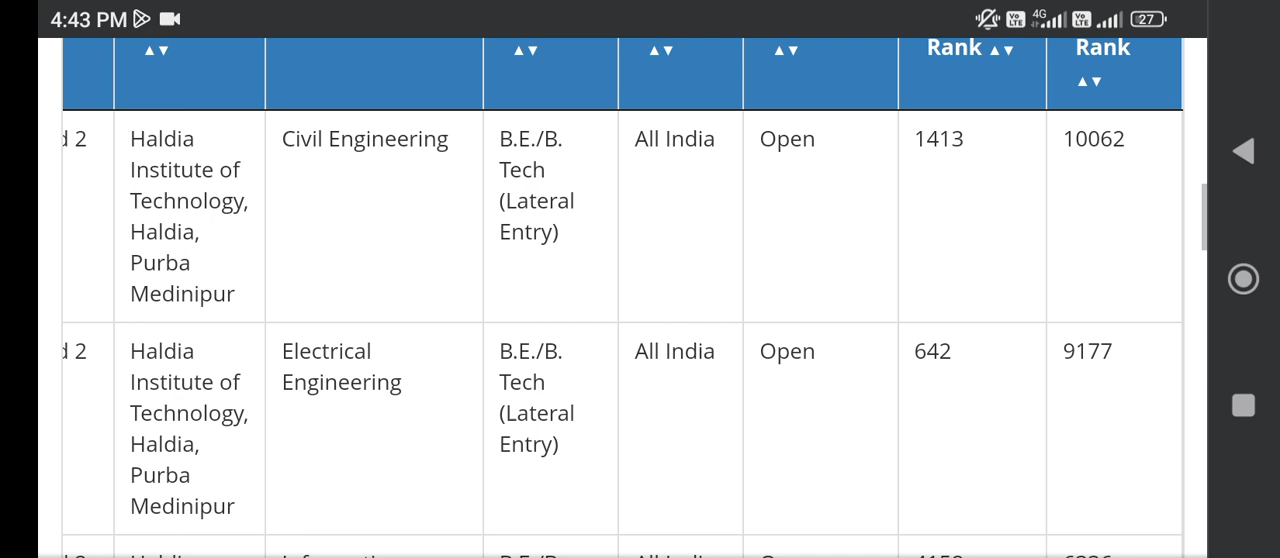 4:43 PM
4G
27
Rank ▲▼
Rank
▲▼ ▲▼ ▲▼ ▲▼ ▲▼
d 2 Haldia Civil Engineering B.E./B. All India Open 1413 10062
Institute of Tech
Technology, (Lateral
Haldia, Entry)
Purba
Medinipur
d 2 Haldia Electrical B.E./B. All India Open 642 9177
Institute of Engineering Tech
Technology, (Lateral
Haldia, Entry)
Purba
Medinipur